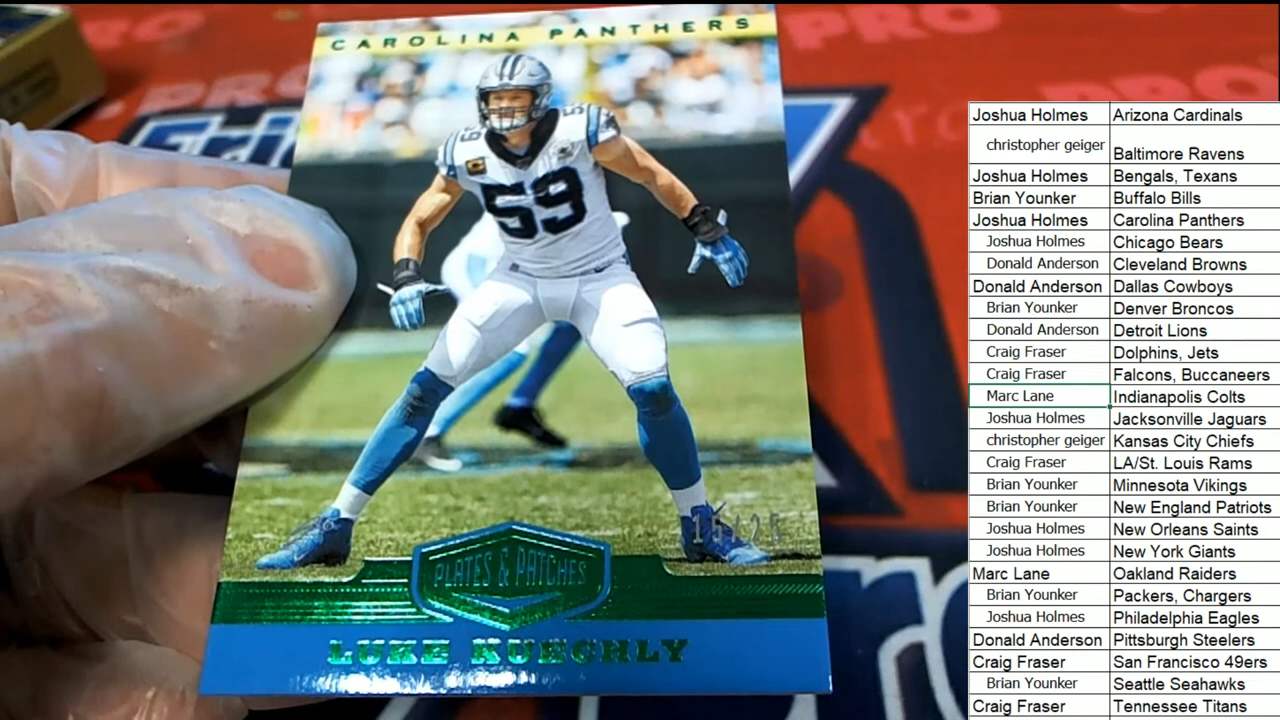 CAROLINA PANTHERS
PRO
PRO
PRO
59
59
15/25
PLATES & PATCHES
LUKE KUECHLY
Joshua Holmes Arizona Cardinals
christopher geiger Baltimore Ravens
Joshua Holmes Bengals, Texans
Brian Younker Buffalo Bills
Joshua Holmes Carolina Panthers
Joshua Holmes Chicago Bears
Donald Anderson Cleveland Browns
Donald Anderson Dallas Cowboys
Brian Younker Denver Broncos
Donald Anderson Detroit Lions
Craig Fraser Dolphins, Jets
Craig Fraser Falcons, Buccaneers
Marc Lane Indianapolis Colts
Joshua Holmes Jacksonville Jaguars
christopher geiger Kansas City Chiefs
Craig Fraser LA/St. Louis Rams
Brian Younker Minnesota Vikings
Brian Younker New England Patriots
Joshua Holmes New Orleans Saints
Joshua Holmes New York Giants
Marc Lane Oakland Raiders
Brian Younker Packers, Chargers
Joshua Holmes Philadelphia Eagles
Donald Anderson Pittsburgh Steelers
Craig Fraser San Francisco 49ers
Brian Younker Seattle Seahawks
Craig Fraser Tennessee Titans